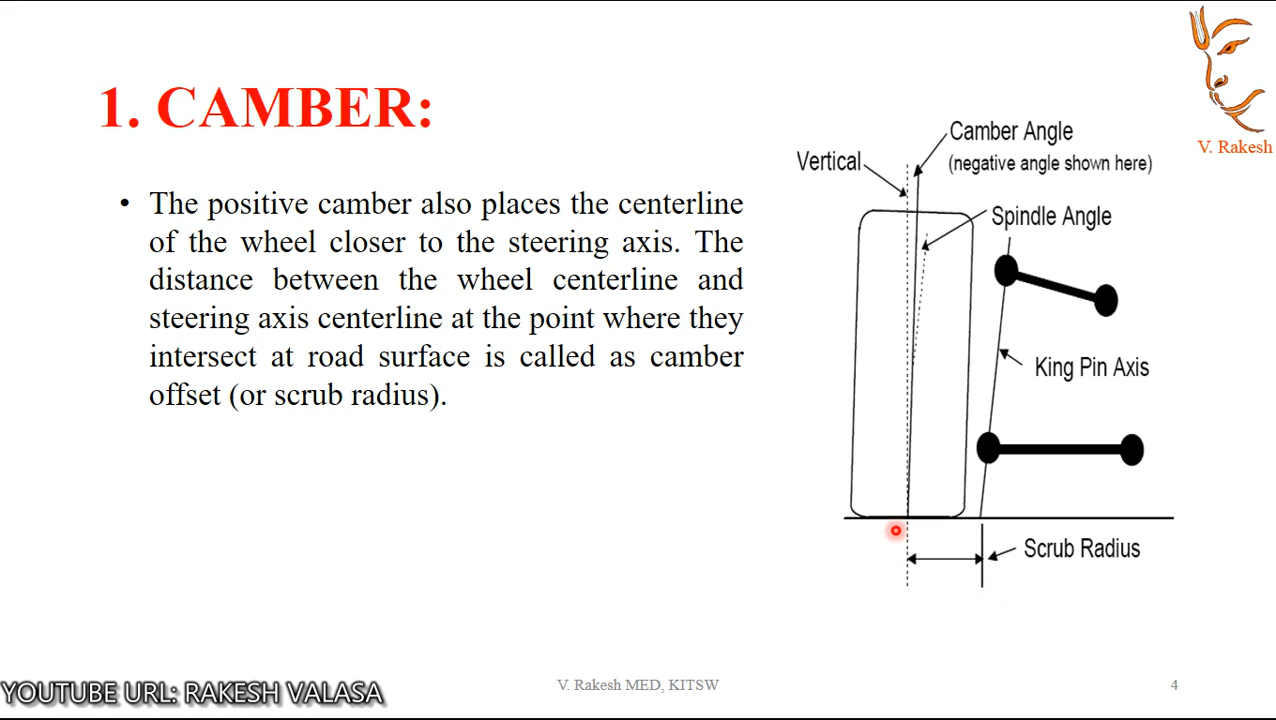 V. Rakesh
1. CAMBER:
• The positive camber also places the centerline
of the wheel closer to the steering axis. The
distance between the wheel centerline and
steering axis centerline at the point where they
intersect at road surface is called as camber
offset (or scrub radius).
Camber Angle
(negative angle shown here)
Vertical
Spindle Angle
King Pin Axis
Scrub Radius
YOUTUBE URL: RAKESH VALASA
V. Rakesh MED, KITSW
4